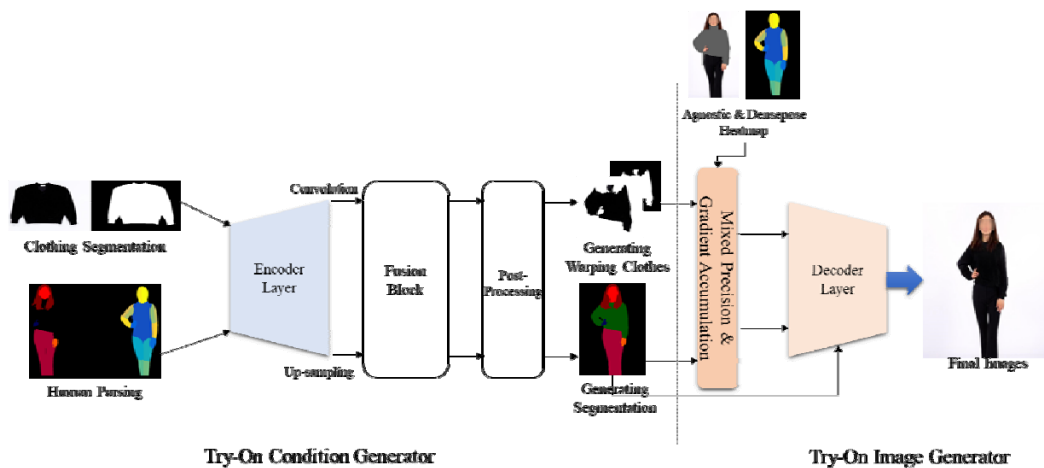 Agnostic & Densepose
Heatmap
Clothing Segmentation
Human Parsing
Encoder
Layer
Convolution
Up-sampling
Fusion
Block
Post-
Processing
Generating
Warping Clothes
Generating
Segmentation
Mixed Precision &
Gradient Accumulation
Decoder
Layer
Final Images
Try-On Condition Generator
Try-On Image Generator